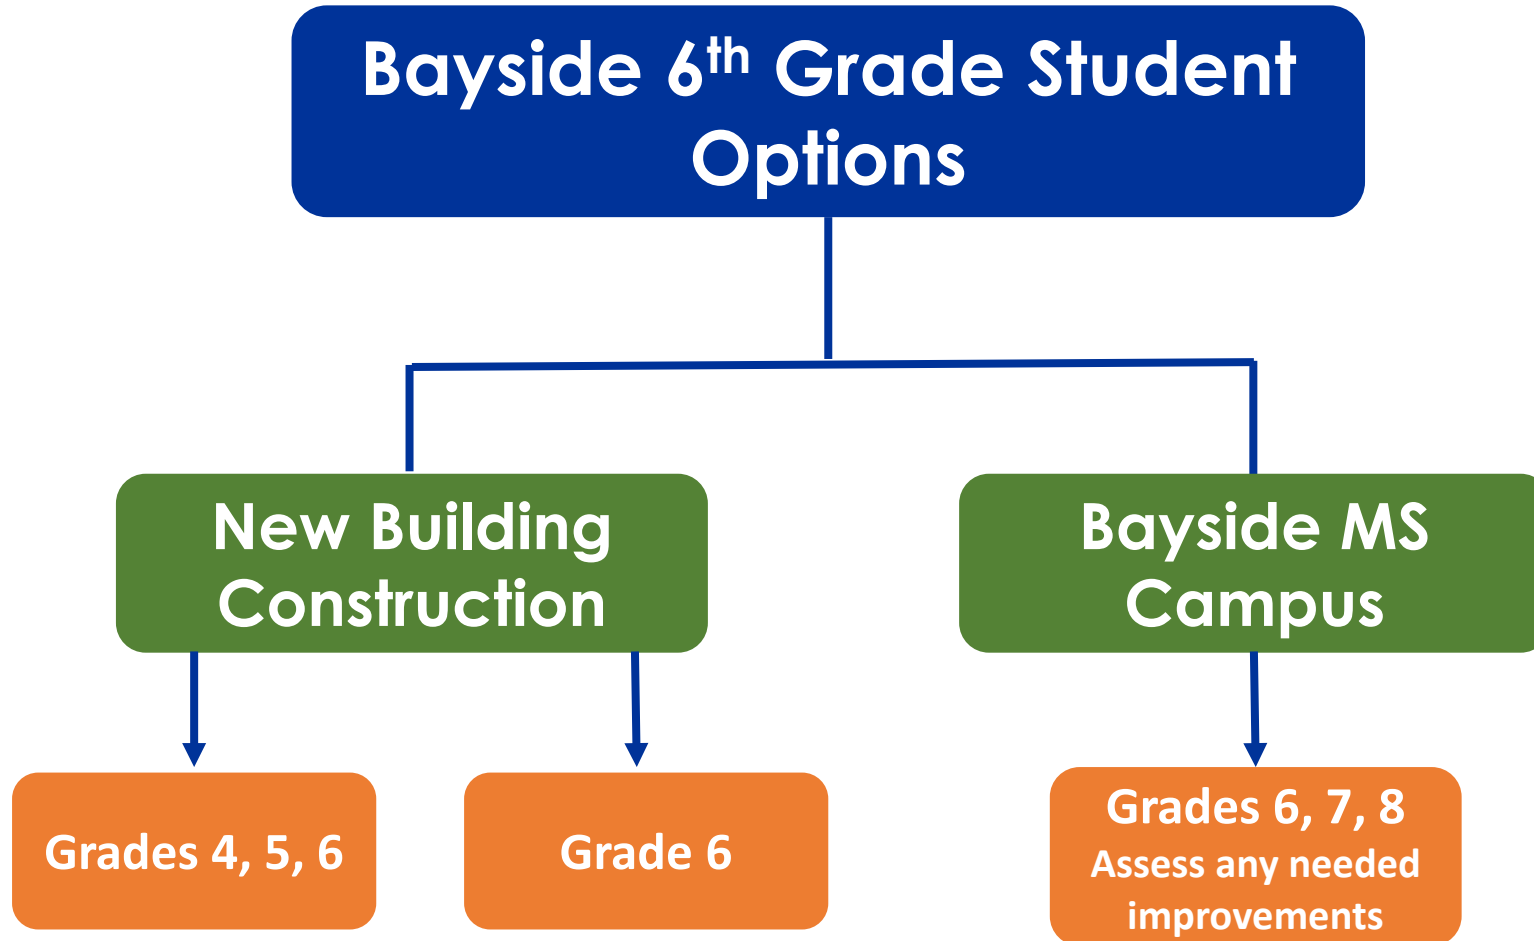 Bayside 6th Grade Student
Options
New Building
Construction
Bayside MS
Campus
Grades 4, 5, 6
Grade 6
Grades 6, 7, 8
Assess any needed
improvements